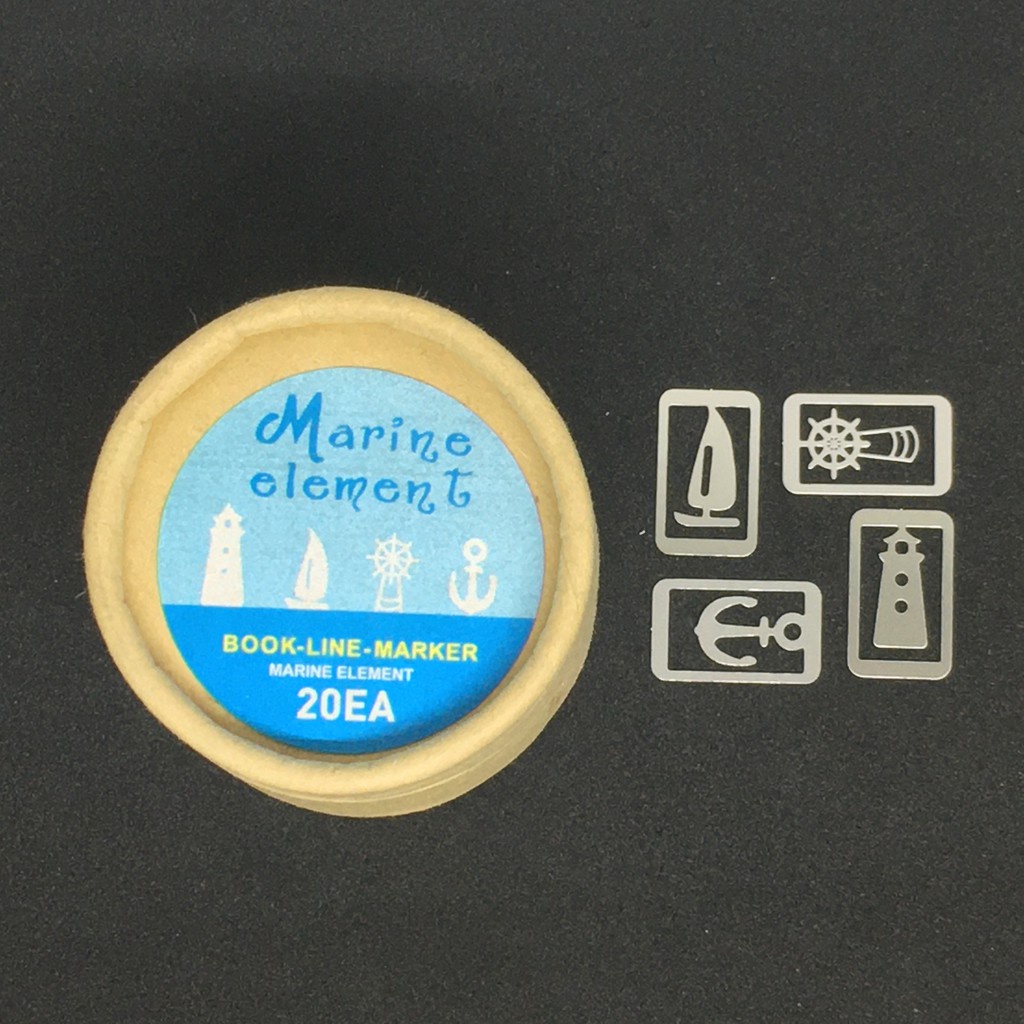 Marine
element
BOOK-LINE-MARKER
MARINE ELEMENT
20EA